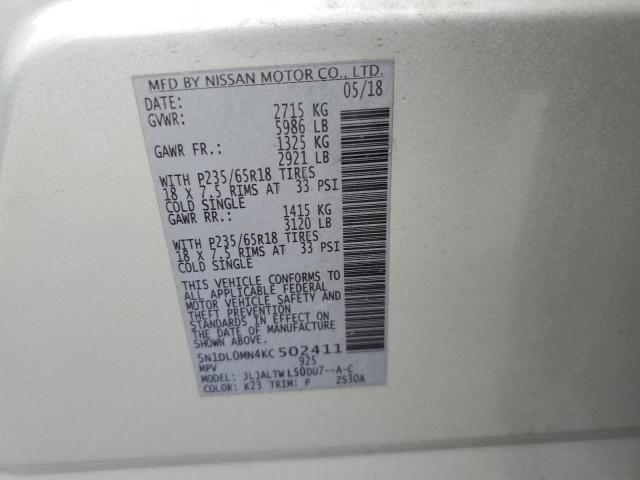 MFD BY NISSAN MOTOR CO., LTD.
DATE: 05/18
GVWR: 2715 KG
5986 LB
GAWR FR.: 1325 KG
2921 LB
WITH P235/65R18 TIRES
18 X 7.5 RIMS AT 33 PSI
COLD SINGLE
GAWR RR.: 1415 KG
3120 LB
WITH P235/65R18 TIRES
18 X 7.5 RIMS AT 33 PSI
COLD SINGLE
THIS VEHICLE CONFORMS TO
ALL APPLICABLE FEDERAL
MOTOR VEHICLE SAFETY AND
THEFT PREVENTION
STANDARDS IN EFFECT ON
THE DATE OF MANUFACTURE
5N1DL0MN4KC502411
MPV 925
MODEL: JLJALTWL50DU7--A-C
COLOR: K23 TRIM: P ZS30A